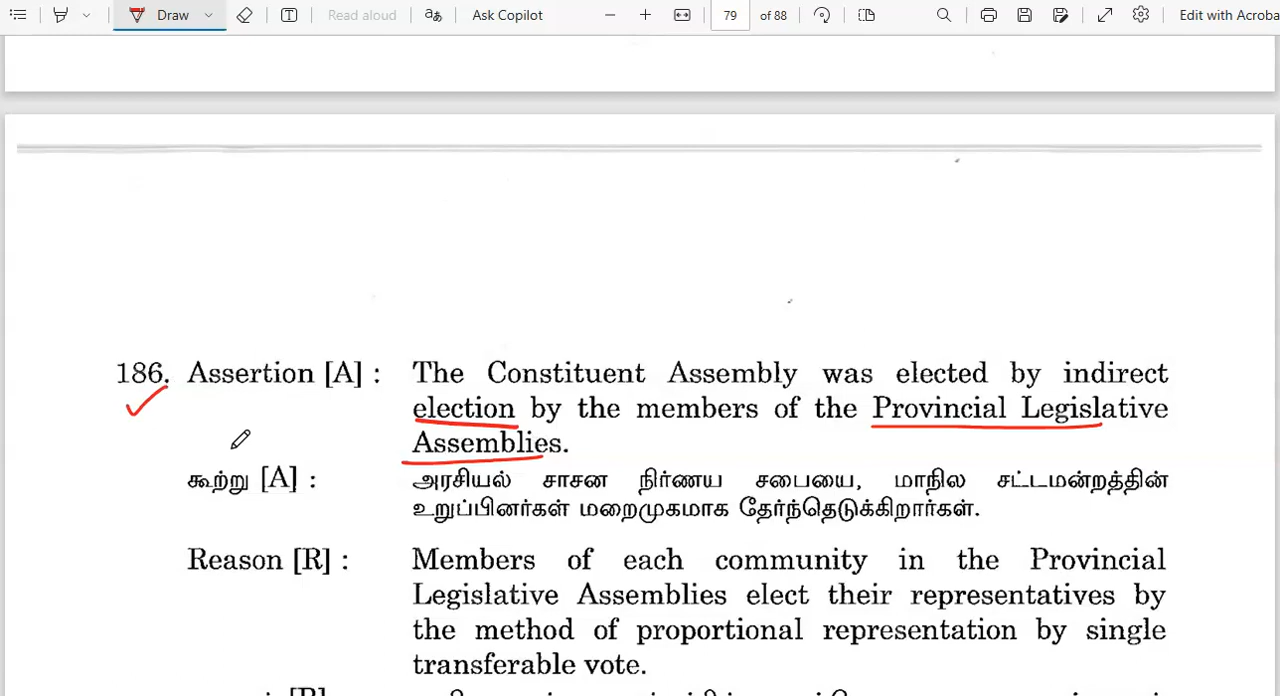 Draw
Read aloud
aあ
Ask Copilot
79 of 88
Edit with Acroba
186. Assertion [A] : The Constituent Assembly was elected by indirect
election by the members of the Provincial Legislative
Assemblies.
கூற்று [A] : அரசியல் சாசன நிர்ணய சபையை, மாநில சட்டமன்றத்தின்
உறுப்பினர்கள் மறைமுகமாக தேர்ந்தெடுக்கிறார்கள்.
Reason [R] : Members of each community in the Provincial
Legislative Assemblies elect their representatives by
the method of proportional representation by single
transferable vote.